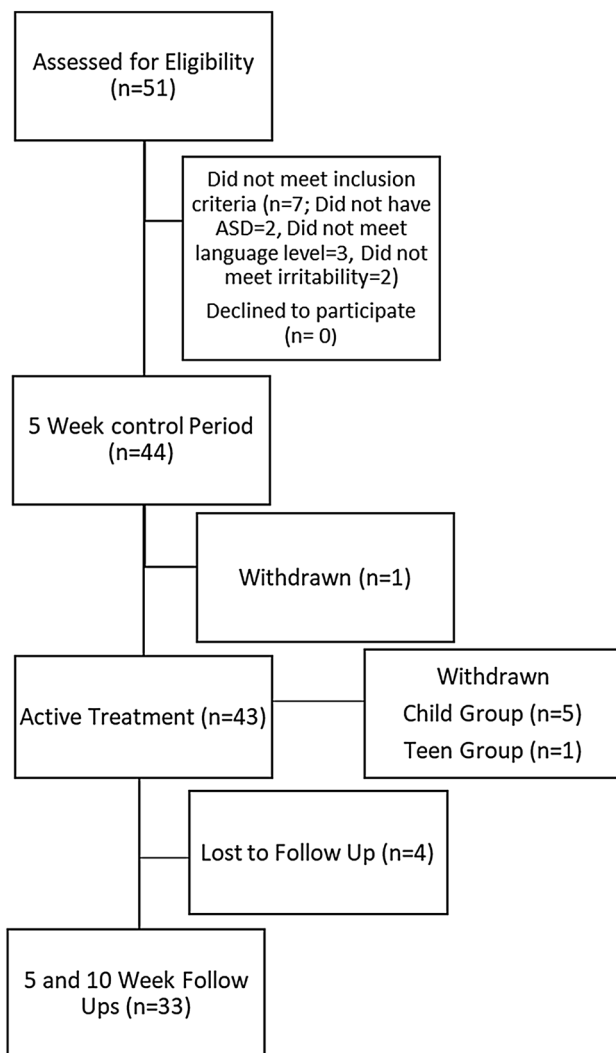 Assessed for Eligibility
(n=51)
Did not meet inclusion
criteria (n=7; Did not have
ASD=2, Did not meet
language level=3, Did not
meet irritability=2)
Declined to participate
(n= 0)
5 Week control Period
(n=44)
Withdrawn (n=1)
Active Treatment (n=43)
Withdrawn
Child Group (n=5)
Teen Group (n=1)
Lost to Follow Up (n=4)
5 and 10 Week Follow
Ups (n=33)